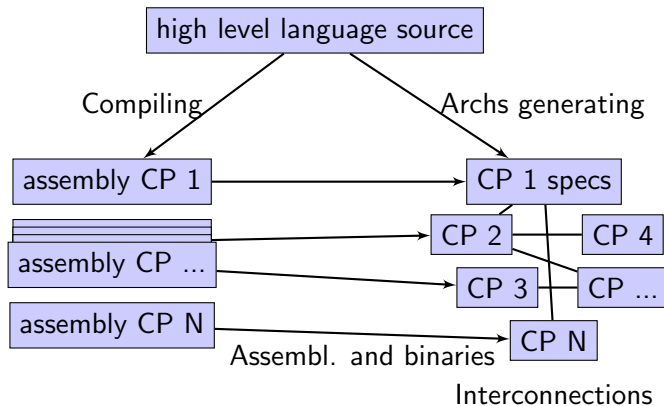 high level language source
Compiling
Archs generating
assembly CP 1
CP 1 specs
CP 2
CP 4
assembly CP ...
CP 3
CP ...
assembly CP N
CP N
Assembl. and binaries
Interconnections